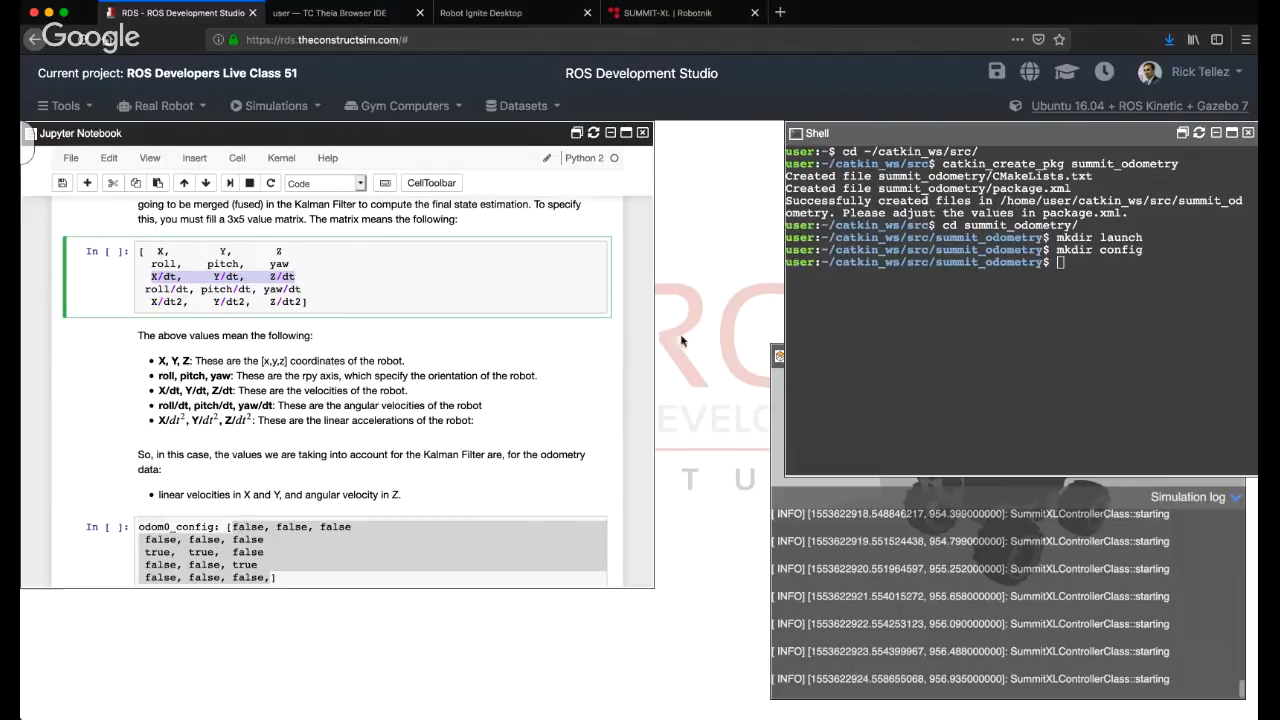 RDS - ROS Development Studio
user — TC Theia Browser IDE
Robot Ignite Desktop
SUMMIT-XL | Robotnik
Google
https://rds.theconstructsim.com/#
Current project: ROS Developers Live Class 51
ROS Development Studio
Rick Tellez
Tools
Real Robot
Simulations
Gym Computers
Datasets
Ubuntu 16.04 + ROS Kinetic + Gazebo 7
Jupyter Notebook
File Edit View Insert Cell Kernel Help
Python 2
Code
CellToolbar
going to be merged (fused) in the Kalman Filter to compute the final state estimation. To specify
this, you must fill a 3x5 value matrix. The matrix means the following:
In [ ]: [ X, Y, Z
roll, pitch, yaw
X/dt, Y/dt, Z/dt
roll/dt, pitch/dt, yaw/dt
X/dt2, Y/dt2, Z/dt2]
The above values mean the following:
• X, Y, Z: These are the [x,y,z] coordinates of the robot.
• roll, pitch, yaw: These are the rpy axis, which specify the orientation of the robot.
• X/dt, Y/dt, Z/dt: These are the velocities of the robot.
• roll/dt, pitch/dt, yaw/dt: These are the angular velocities of the robot
• X/dt², Y/dt², Z/dt²: These are the linear accelerations of the robot:
So, in this case, the values we are taking into account for the Kalman Filter are, for the odometry
data:
• linear velocities in X and Y, and angular velocity in Z.
In [ ]: odom0_config: [false, false, false
false, false, false
true, true, false
false, false, true
false, false, false,]
Shell
user:~$ cd ~/catkin_ws/src/
user:~/catkin_ws/src$ catkin_create_pkg summit_odometry
Created file summit_odometry/CMakeLists.txt
Created file summit_odometry/package.xml
Successfully created files in /home/user/catkin_ws/src/summit_od
ometry. Please adjust the values in package.xml.
user:~/catkin_ws/src$ cd summit_odometry/
user:~/catkin_ws/src/summit_odometry$ mkdir launch
user:~/catkin_ws/src/summit_odometry$ mkdir config
user:~/catkin_ws/src/summit_odometry$
RO
DEVELO
T U
Simulation log
[ INFO] [1553622918.548846217, 954.399000000]: SummitXLControllerClass::starting
[ INFO] [1553622919.551524438, 954.799000000]: SummitXLControllerClass::starting
[ INFO] [1553622920.551964597, 955.252000000]: SummitXLControllerClass::starting
[ INFO] [1553622921.554015272, 955.658000000]: SummitXLControllerClass::starting
[ INFO] [1553622922.554253123, 956.090000000]: SummitXLControllerClass::starting
[ INFO] [1553622923.554399967, 956.488000000]: SummitXLControllerClass::starting
[ INFO] [1553622924.558655068, 956.935000000]: SummitXLControllerClass::starting